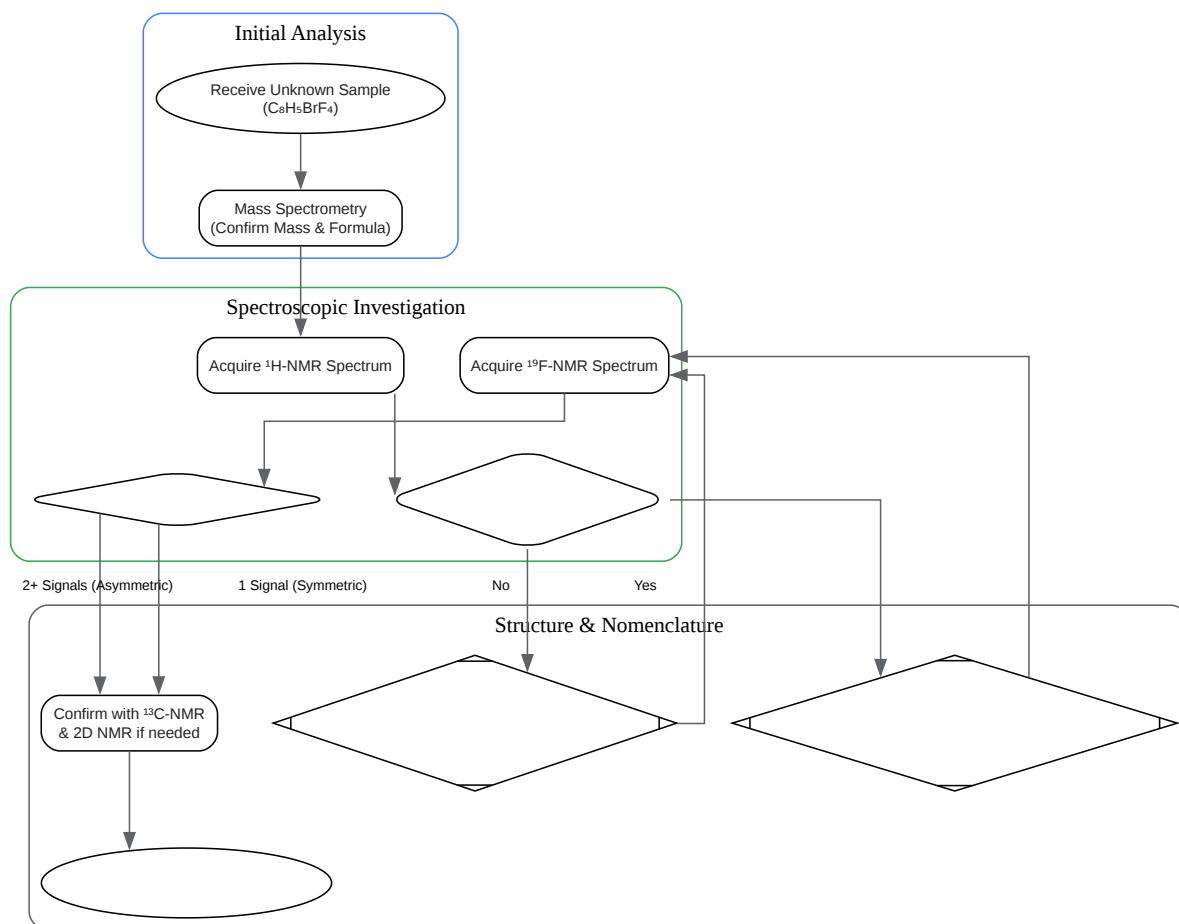 Initial Analysis
Receive Unknown Sample
(C₈H₅BrF₄)
Mass Spectrometry
(Confirm Mass & Formula)
Spectroscopic Investigation
Acquire ¹H-NMR Spectrum
Acquire ¹⁹F-NMR Spectrum
2+ Signals (Asymmetric)
1 Signal (Symmetric)
No
Yes
Structure & Nomenclature
Confirm with ¹³C-NMR
& 2D NMR if needed